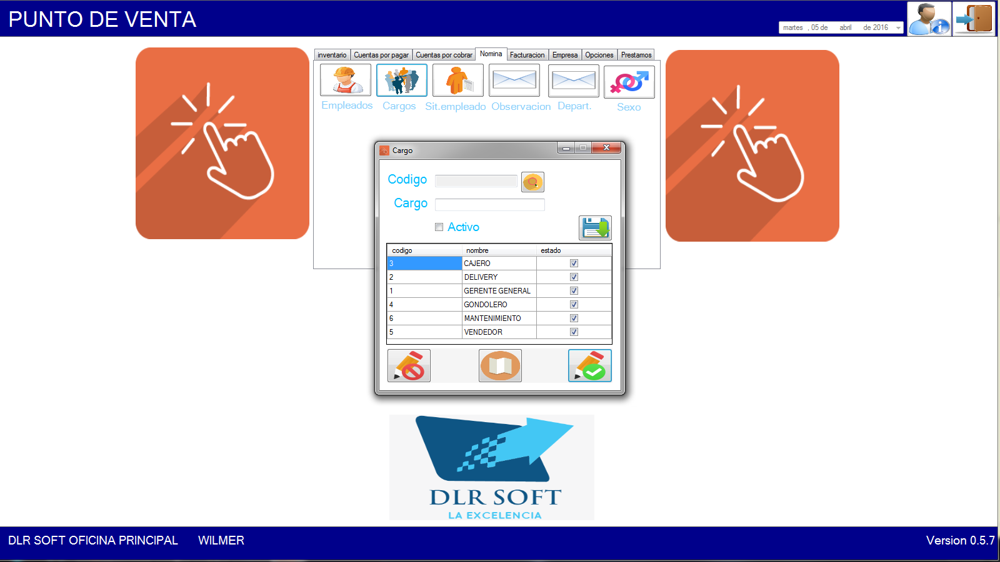 PUNTO DE VENTA
martes , 05 de abril de 2016
inventario Cuentas por pagar Cuentas por cobrar Nomina Facturacion Empresa Opciones Prestamos
Empleados Cargos Sit.empleado Observacion Depart. Sexo
Cargo
Codigo
Cargo
Activo
codigo nombre estado
3 CAJERO
2 DELIVERY
1 GERENTE GENERAL
4 GONDOLERO
6 MANTENIMIENTO
5 VENDEDOR
DLR SOFT
LA EXCELENCIA
DLR SOFT OFICINA PRINCIPAL WILMER Version 0.5.7